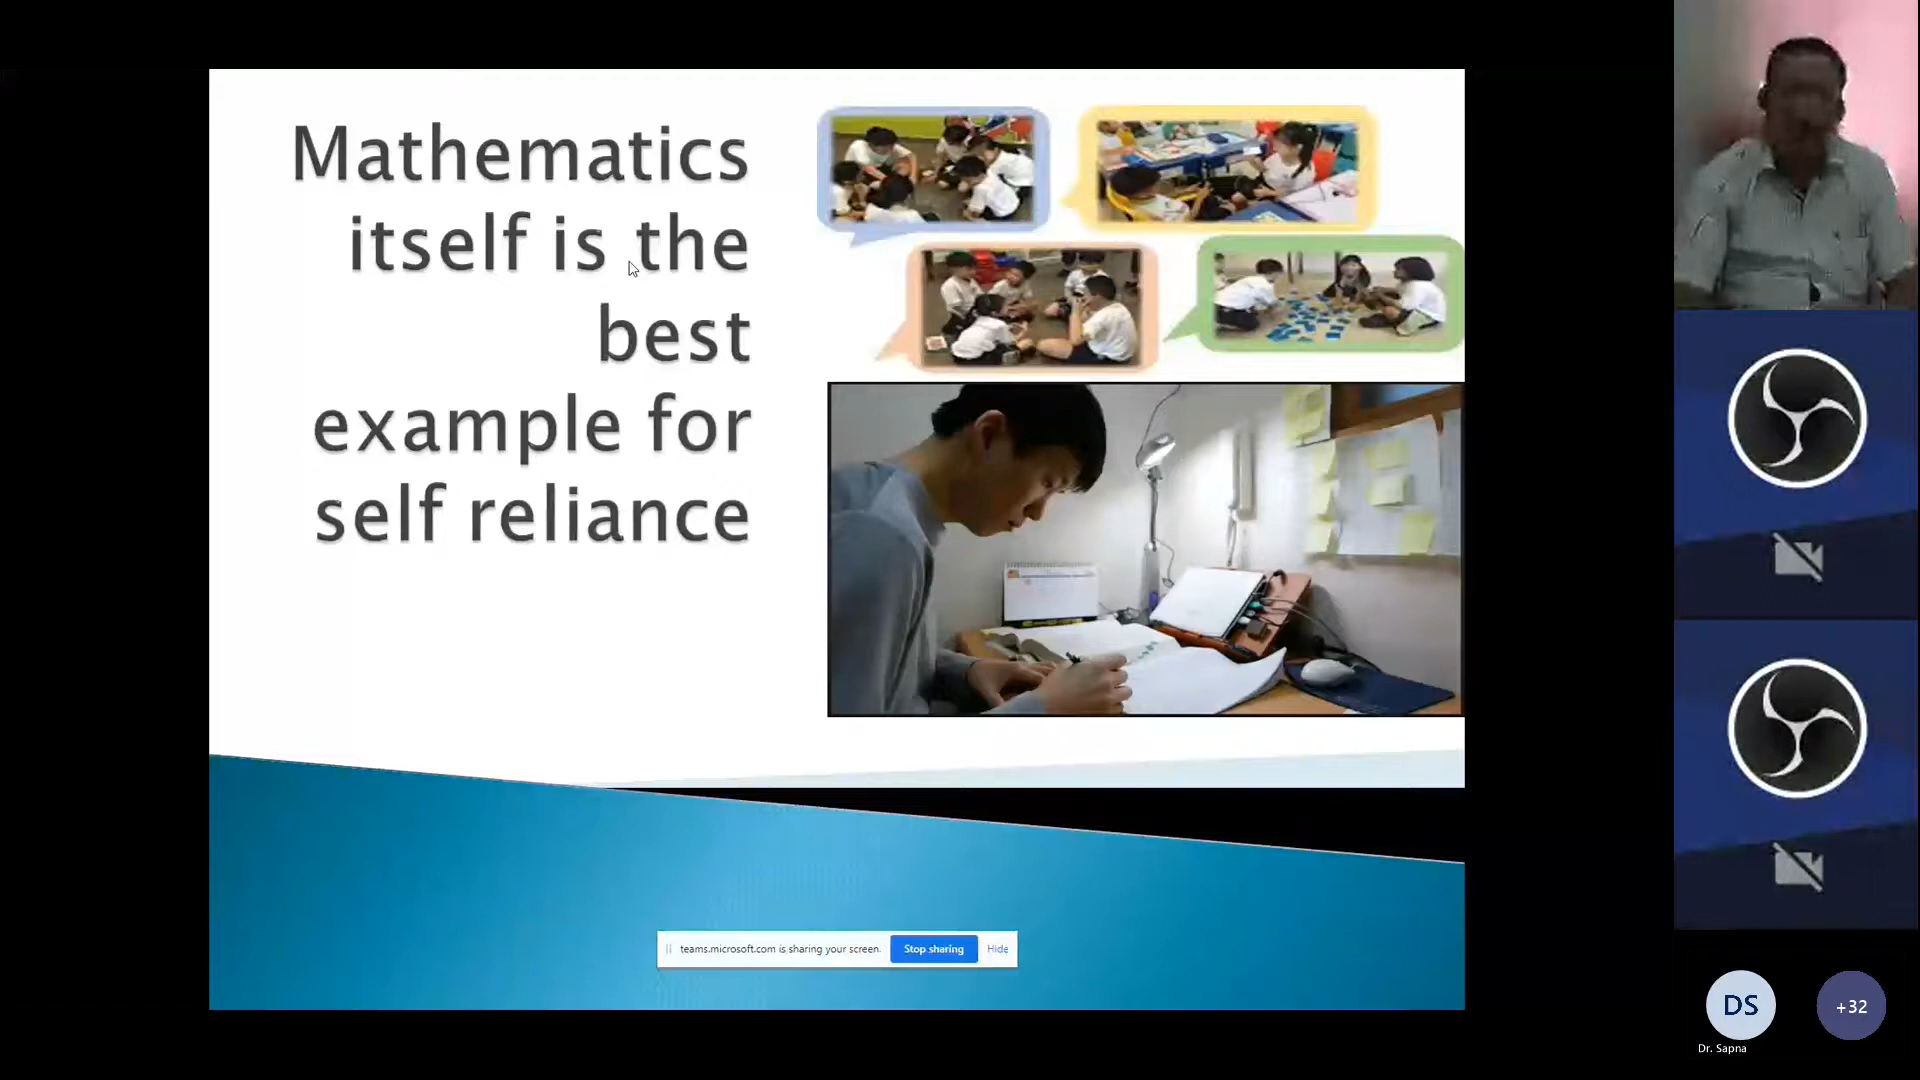 Mathematics
itself is the
best
example for
self reliance
teams.microsoft.com is sharing your screen. Stop sharing Hide
DS
+32
Dr. Sapna